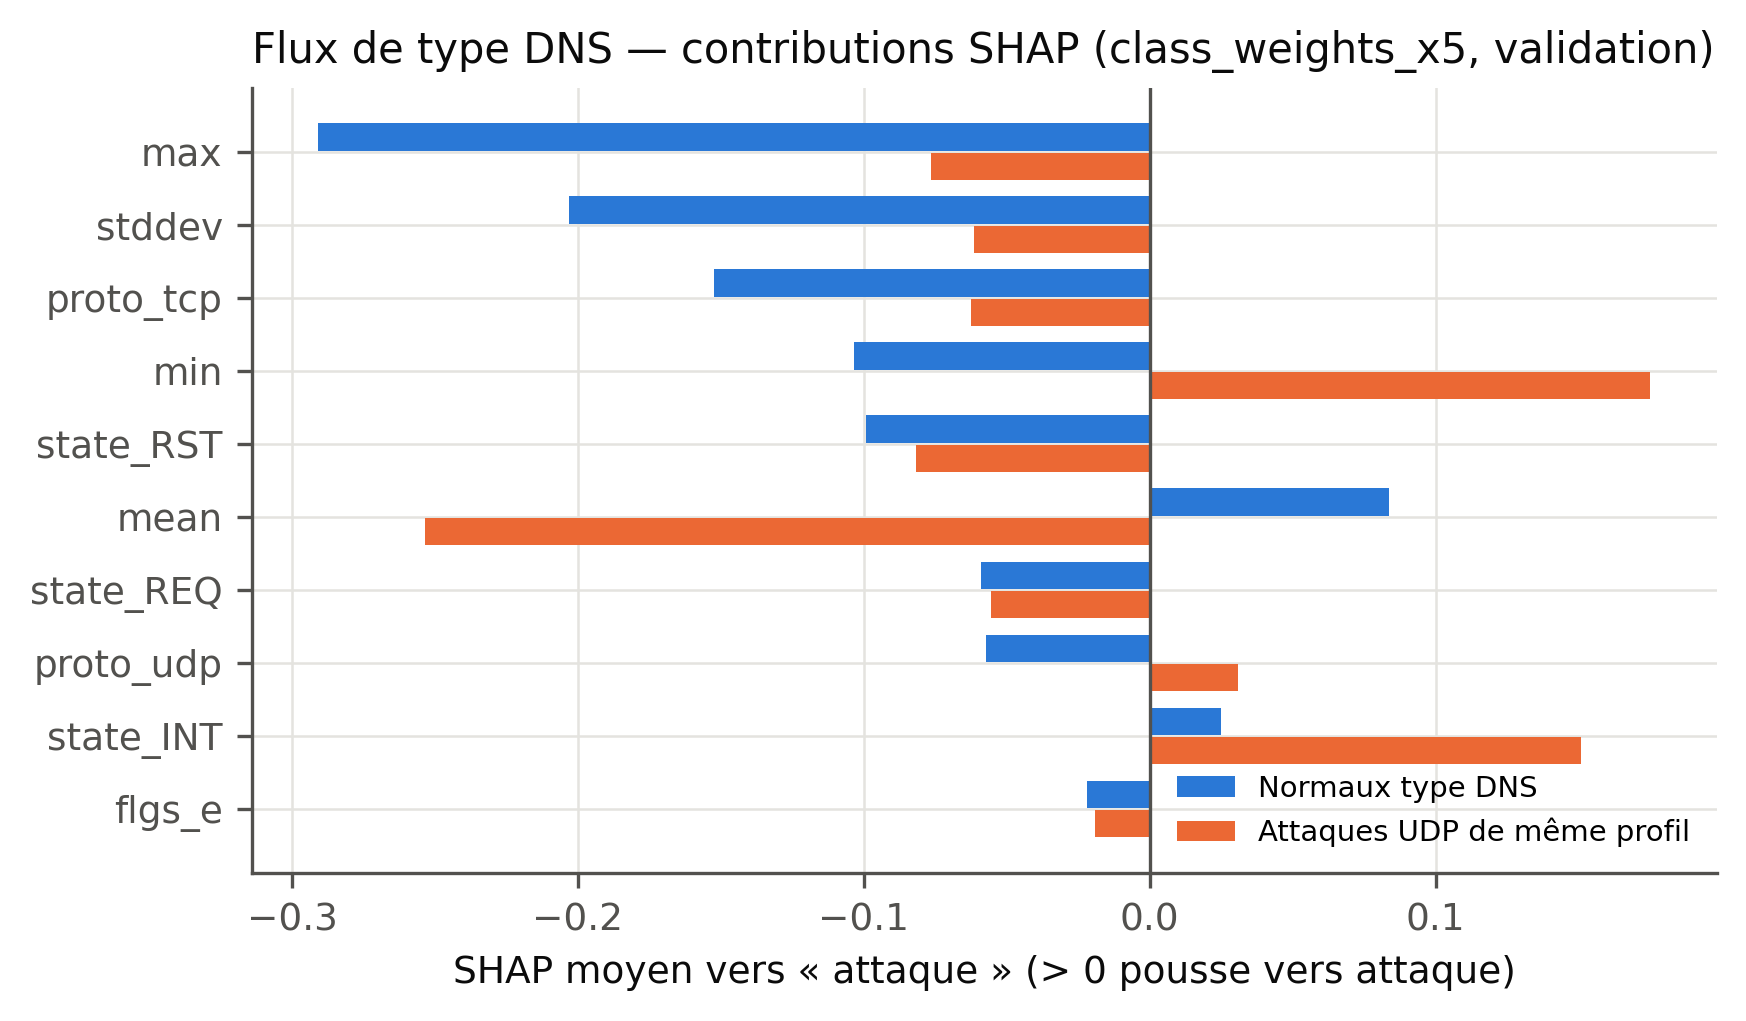 Flux de type DNS — contributions SHAP (class_weights_x5, validation)
max
stddev
proto_tcp
min
state_RST
mean
state_REQ
proto_udp
state_INT
flgs_e
Normaux type DNS
Attaques UDP de même profil
−0.3 −0.2 −0.1 0.0 0.1
SHAP moyen vers « attaque » (> 0 pousse vers attaque)